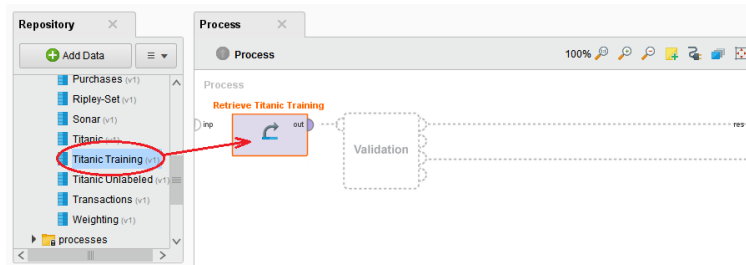 Repository
Process
Add Data
Process
100%
Purchases (v1)
Ripley-Set (v1)
Sonar (v1)
Titanic (v1)
Titanic Training (v1)
Titanic Unlabeled (v1)
Transactions (v1)
Weighting (v1)
processes
Process
Retrieve Titanic Training
inp
out
Validation
res